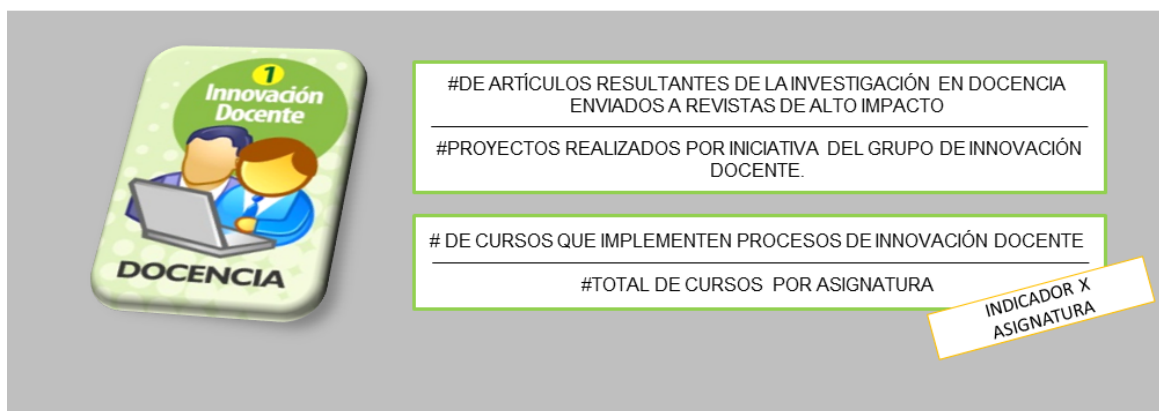 1
Innovación
Docente
DOCENCIA
#DE ARTÍCULOS RESULTANTES DE LA INVESTIGACIÓN EN DOCENCIA
ENVIADOS A REVISTAS DE ALTO IMPACTO
#PROYECTOS REALIZADOS POR INICIATIVA DEL GRUPO DE INNOVACIÓN
DOCENTE.
# DE CURSOS QUE IMPLEMENTEN PROCESOS DE INNOVACIÓN DOCENTE
#TOTAL DE CURSOS POR ASIGNATURA
INDICADOR X
ASIGNATURA